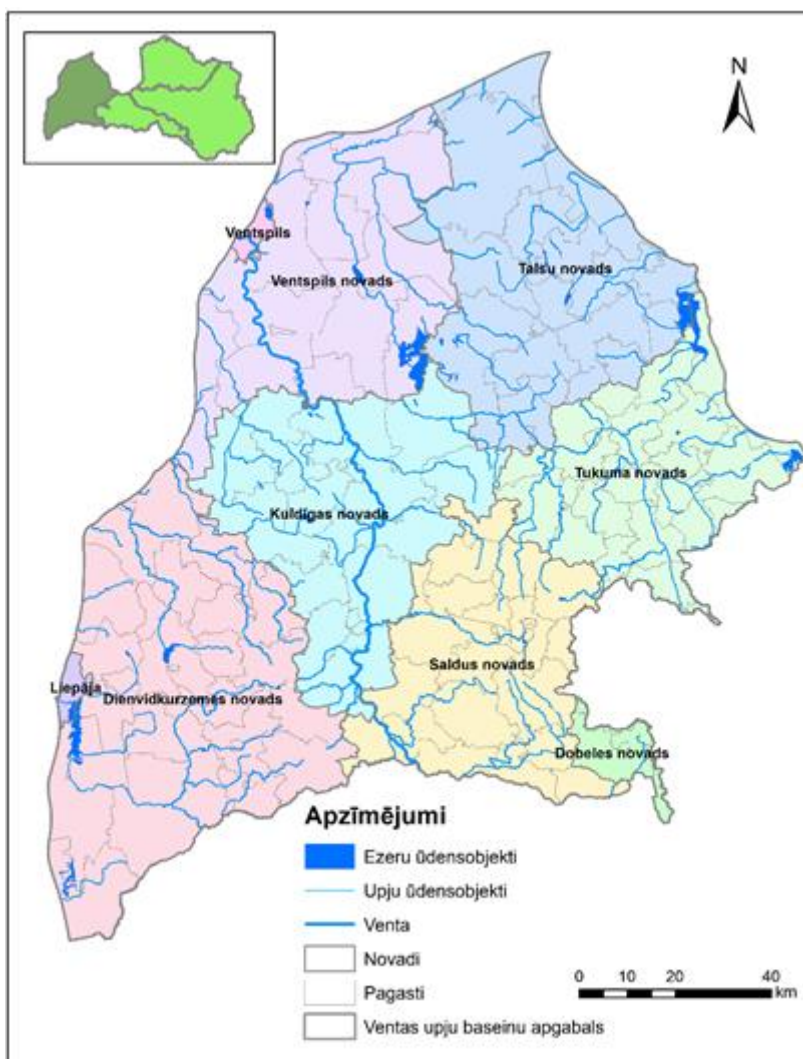 N
Ventspils
Talsu novads
Ventspils novads
Tukuma novads
Kuldīgas novads
Saldus novads
Liepāja
Dienvidkurzemes novads
Dobeles novads
Apzīmējumi
Ezeru ūdensobjekti
Upju ūdensobjekti
Venta
Novadi
Pagasti
Ventas upju baseinu apgabals
0 10 20 40
km